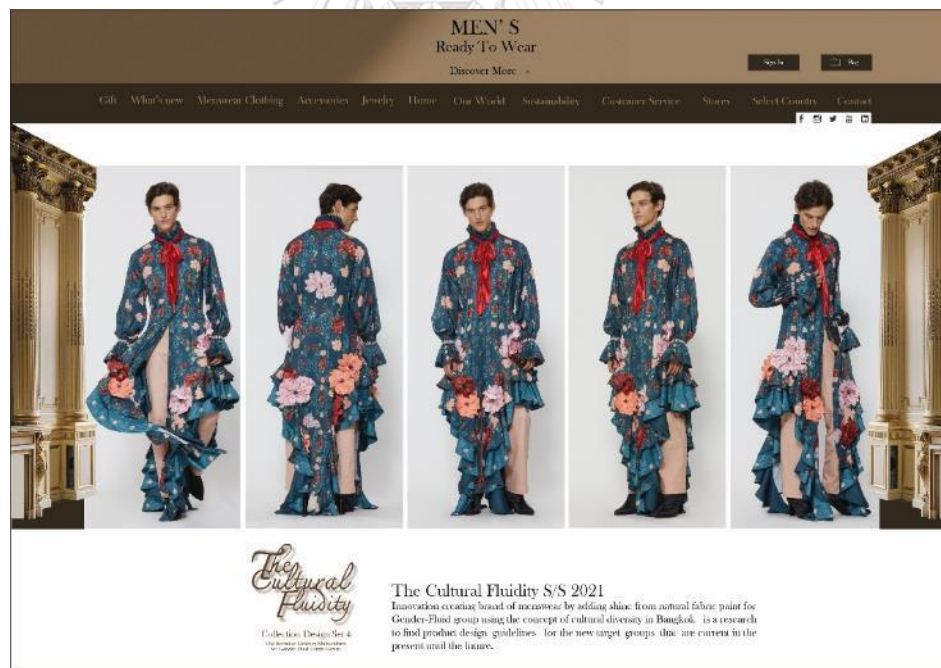 MEN' S
Ready To Wear
Discover More
Sign In
Bag
Gift What's new Menswear Clothing Accessories Jewelry Home Our World Sustainability Customer Service Stores Select Country Contact
The
Cultural
Fluidity
Collection Design Set 4
The Cultural Fluidity S/S 2021
Innovation creating brand of menswear by adding shine from natural fabric paint for
Gender-Fluid group using the concept of cultural diversity in Bangkok is a research
to find product design guidelines for the new target groups that are current in the
present until the future.